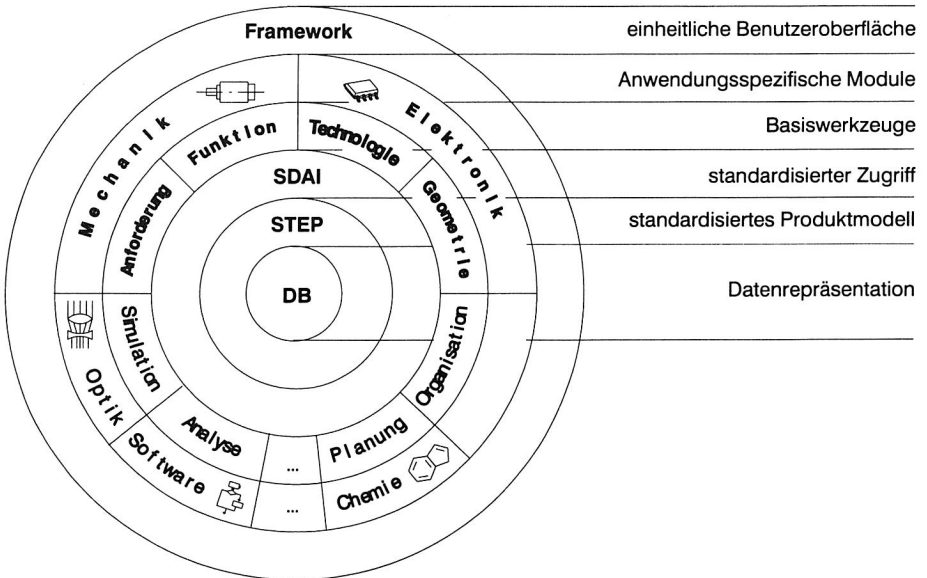 Framework
einheitliche Benutzeroberfläche
Anwendungsspezifische Module
Basiswerkzeuge
standardisierter Zugriff
standardisiertes Produktmodell
Datenrepräsentation
Mechanik
Elektronik
Funktion
Technologie
Anforderung
Geometrie
SDAI
STEP
DB
Simulation
Organisation
Optik
Analyse
...
Planung
Software
...
Chemie